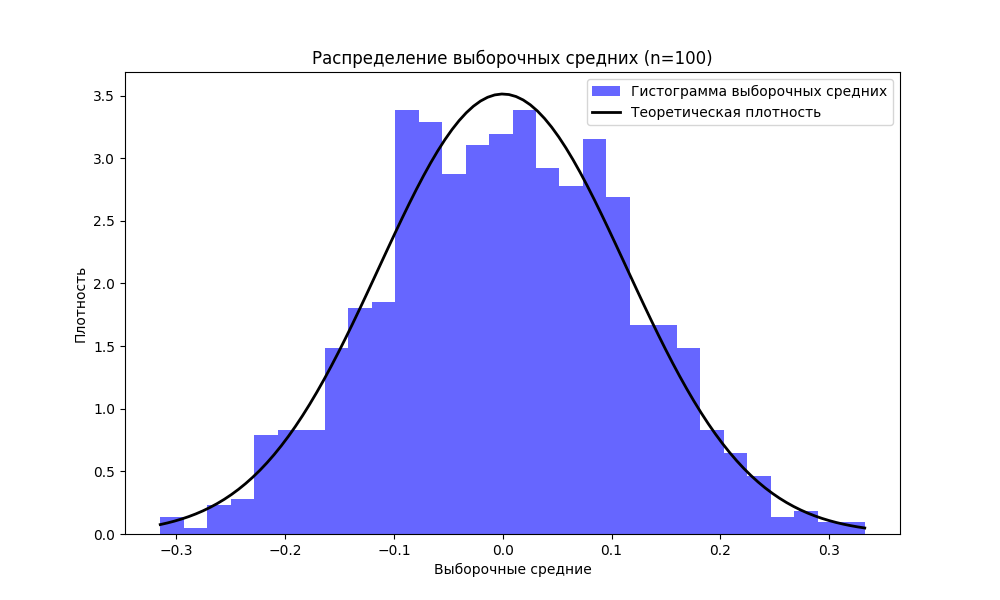 Распределение выборочных средних (n=100)
Гистограмма выборочных средних
Теоретическая плотность
Плотность
3.5
3.0
2.5
2.0
1.5
1.0
0.5
0.0
−0.3 −0.2 −0.1 0.0 0.1 0.2 0.3
Выборочные средние